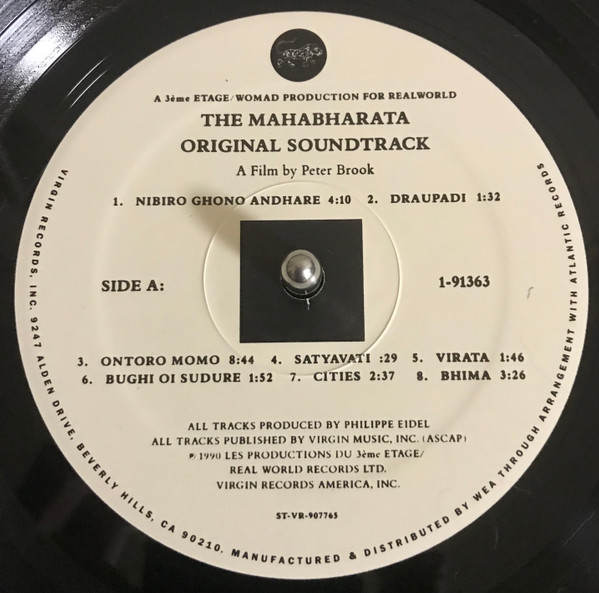 A 3ème ETAGE/WOMAD PRODUCTION FOR REALWORLD
THE MAHABHARATA
ORIGINAL SOUNDTRACK
A Film by Peter Brook
1. NIBIRO GHONO ANDHARE 4:10 2. DRAUPADI 1:32
SIDE A: 1-91363
3. ONTORO MOMO 8:44 4. SATYAVATI :29 5. VIRATA 1:46
6. BUGHI OI SUDURE 1:52 7. CITIES 2:37 8. BHIMA 3:26
ALL TRACKS PRODUCED BY PHILIPPE EIDEL
ALL TRACKS PUBLISHED BY VIRGIN MUSIC, INC. (ASCAP)
℗ 1990 LES PRODUCTIONS DU 3ème ETAGE/
REAL WORLD RECORDS LTD.
VIRGIN RECORDS AMERICA, INC.
ST-VR-907765
VIRGIN RECORDS, INC. 9247 ALDEN DRIVE, BEVERLY HILLS, CA 90210. MANUFACTURED & DISTRIBUTED BY WEA THROUGH ARRANGEMENT WITH ATLANTIC RECORDS